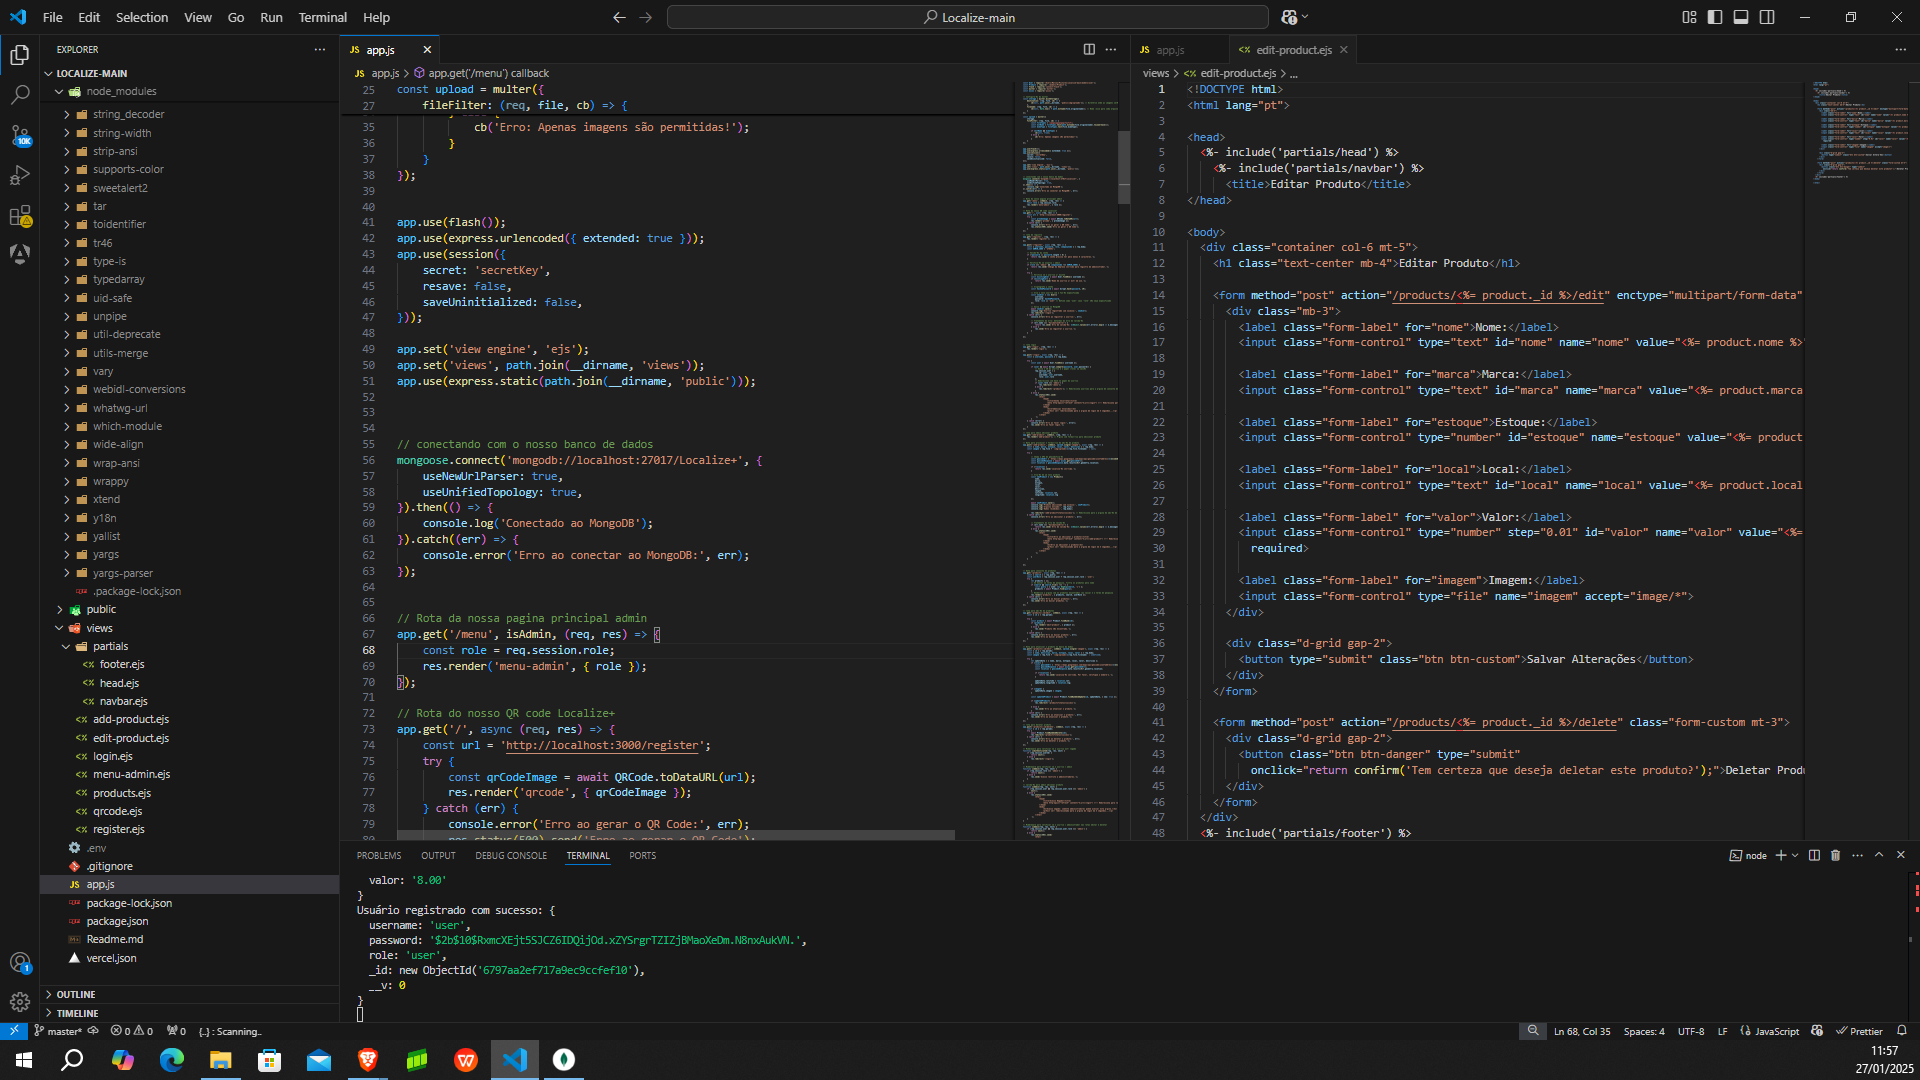 File Edit Selection View Go Run Terminal Help
Localize-main
EXPLORER
LOCALIZE-MAIN
node_modules
string_decoder
string-width
strip-ansi
supports-color
sweetalert2
tar
toidentifier
tr46
type-is
typedarray
uid-safe
unpipe
util-deprecate
utils-merge
vary
webidl-conversions
whatwg-url
which-module
wide-align
wrap-ansi
wrappy
xtend
y18n
yallist
yargs
yargs-parser
.package-lock.json
public
views
partials
footer.ejs
head.ejs
navbar.ejs
add-product.ejs
edit-product.ejs
login.ejs
menu-admin.ejs
products.ejs
qrcode.ejs
register.ejs
.env
.gitignore
JS app.js
package-lock.json
package.json
Readme.md
vercel.json
OUTLINE
TIMELINE
10K
1
JS app.js
JS app.js > app.get('/menu') callback
25 const upload = multer({
27 fileFilter: (req, file, cb) => {
35 cb('Erro: Apenas imagens são permitidas!');
36 }
37 }
38 });
39
40
41 app.use(flash());
42 app.use(express.urlencoded({ extended: true }));
43 app.use(session({
44 secret: 'secretKey',
45 resave: false,
46 saveUninitialized: false,
47 }));
48
49 app.set('view engine', 'ejs');
50 app.set('views', path.join(__dirname, 'views'));
51 app.use(express.static(path.join(__dirname, 'public')));
52
53
54
55 // conectando com o nosso banco de dados
56 mongoose.connect('mongodb://localhost:27017/Localize+', {
57 useNewUrlParser: true,
58 useUnifiedTopology: true,
59 }).then(() => {
60 console.log('Conectado ao MongoDB');
61 }).catch((err) => {
62 console.error('Erro ao conectar ao MongoDB:', err);
63 });
64
65
66 // Rota da nossa pagina principal admin
67 app.get('/menu', isAdmin, (req, res) => {
68 const role = req.session.role;
69 res.render('menu-admin', { role });
70 });
71
72 // Rota do nosso QR code Localize+
73 app.get('/', async (req, res) => {
74 const url = 'http://localhost:3000/register';
75 try {
76 const qrCodeImage = await QRCode.toDataURL(url);
77 res.render('qrcode', { qrCodeImage });
78 } catch (err) {
79 console.error('Erro ao gerar o QR Code:', err);
80 res.status(500).send('Erro ao gerar o QR Code');
JS app.js
<%> edit-product.ejs
views > <%> edit-product.ejs > ...
1 <!DOCTYPE html>
2 <html lang="pt">
3
4 <head>
5 <%- include('partials/head') %>
6 <%- include('partials/navbar') %>
7 <title>Editar Produto</title>
8 </head>
9
10 <body>
11 <div class="container col-6 mt-5">
12 <h1 class="text-center mb-4">Editar Produto</h1>
13
14 <form method="post" action="/products/<%= product._id %>/edit" enctype="multipart/form-data"
15 <div class="mb-3">
16 <label class="form-label" for="nome">Nome:</label>
17 <input class="form-control" type="text" id="nome" name="nome" value="<%= product.nome %>
18
19 <label class="form-label" for="marca">Marca:</label>
20 <input class="form-control" type="text" id="marca" name="marca" value="<%= product.marca
21
22 <label class="form-label" for="estoque">Estoque:</label>
23 <input class="form-control" type="number" id="estoque" name="estoque" value="<%= product
24
25 <label class="form-label" for="local">Local:</label>
26 <input class="form-control" type="text" id="local" name="local" value="<%= product.local
27
28 <label class="form-label" for="valor">Valor:</label>
29 <input class="form-control" type="number" step="0.01" id="valor" name="valor" value="<%=
30 required>
31
32 <label class="form-label" for="imagem">Imagem:</label>
33 <input class="form-control" type="file" name="imagem" accept="image/*">
34 </div>
35
36 <div class="d-grid gap-2">
37 <button type="submit" class="btn btn-custom">Salvar Alterações</button>
38 </div>
39 </form>
40
41 <form method="post" action="/products/<%= product._id %>/delete" class="form-custom mt-3">
42 <div class="d-grid gap-2">
43 <button class="btn btn-danger" type="submit"
44 onclick="return confirm('Tem certeza que deseja deletar este produto?');">Deletar Prod
45 </div>
46 </form>
47 </div>
48 <%- include('partials/footer') %>
PROBLEMS OUTPUT DEBUG CONSOLE TERMINAL PORTS
node
valor: '8.00'
}
Usuário registrado com sucesso: {
username: 'user',
password: '$2b$10$RxmcXEjt5SJCZ6IDQijOd.xZYSrgrTZIZjBMaoXeDm.N8nxAukVN.',
role: 'user',
_id: new ObjectId('6797aa2ef717a9ec9ccfef10'),
__v: 0
}
master* 0 0 0 {..} : Scanning..
Ln 68, Col 35 Spaces: 4 UTF-8 LF {} JavaScript Prettier
11:57
27/01/2025